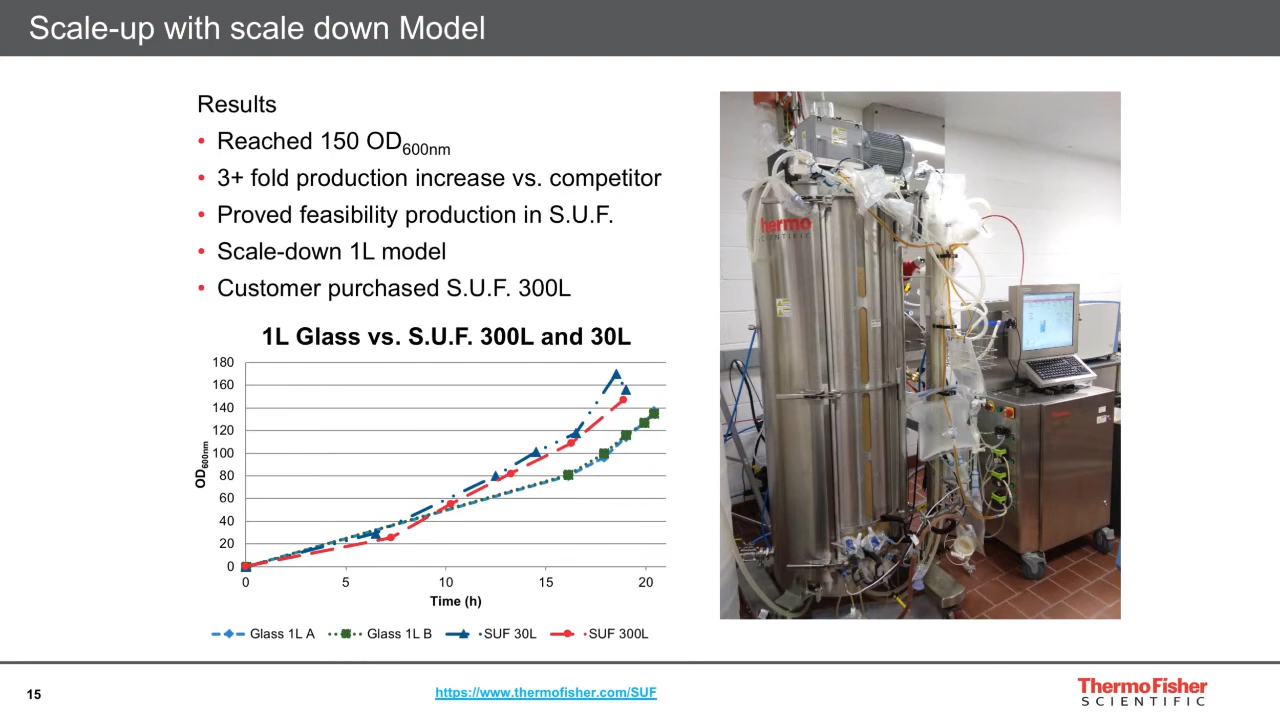 Scale-up with scale down Model
Results
• Reached 150 OD600nm
• 3+ fold production increase vs. competitor
• Proved feasibility production in S.U.F.
• Scale-down 1L model
• Customer purchased S.U.F. 300L
1L Glass vs. S.U.F. 300L and 30L
180
160
140
120
100
80
60
40
20
0
OD600nm
0 5 10 15 20
Time (h)
Glass 1L A Glass 1L B SUF 30L SUF 300L
hermo
SCIENTIFIC
15
https://www.thermofisher.com/SUF
ThermoFisher
SCIENTIFIC